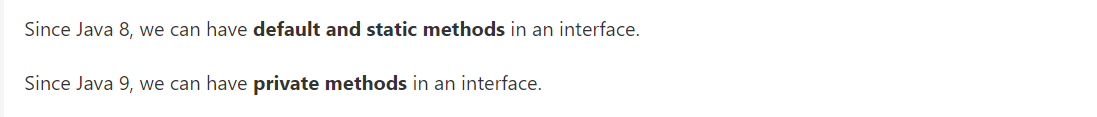 Since Java 8, we can have default and static methods in an interface.
Since Java 9, we can have private methods in an interface.